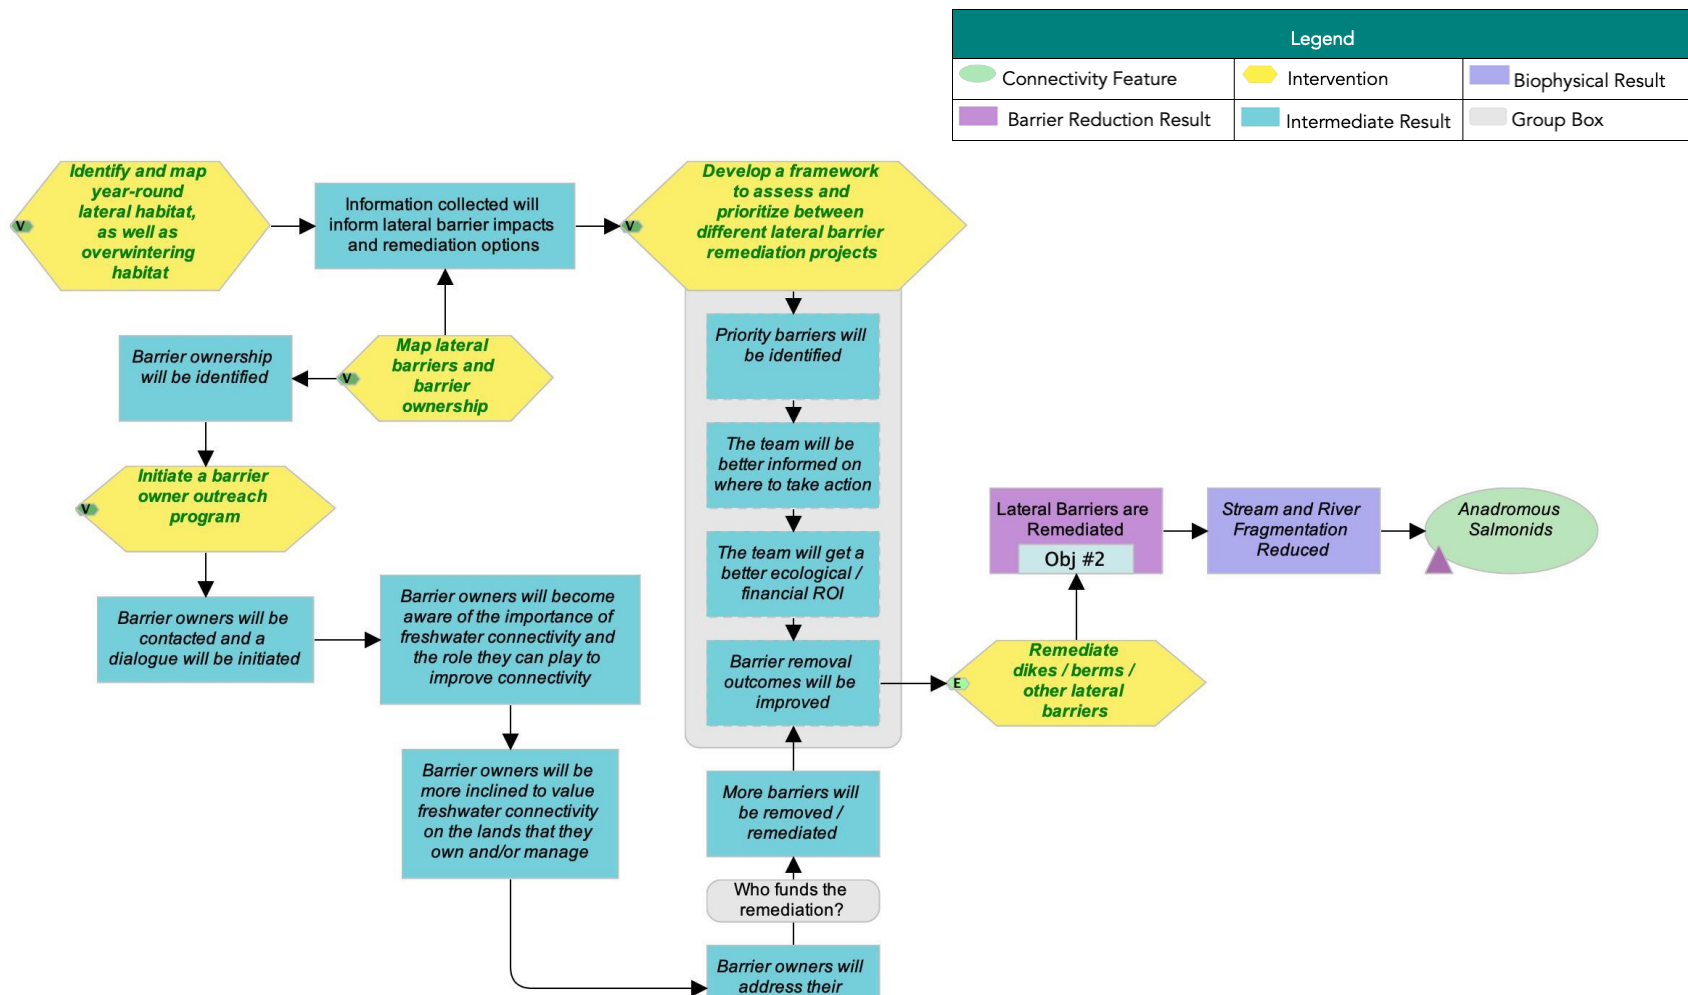 Legend
Connectivity Feature
Intervention
Biophysical Result
Barrier Reduction Result
Intermediate Result
Group Box
Identify and map
year-round
lateral habitat,
as well as
overwintering
habitat
V
Information collected will
inform lateral barrier impacts
and remediation options
Develop a framework
to assess and
prioritize between
different lateral barrier
remediation projects
V
Barrier ownership
will be identified
Map lateral
barriers and
barrier
ownership
V
Priority barriers will
be identified
Initiate a barrier
owner outreach
program
V
The team will be
better informed on
where to take action
The team will get a
better ecological /
financial ROI
Lateral Barriers are
Remediated
Obj #2
Stream and River
Fragmentation
Reduced
Anadromous
Salmonids
Barrier owners will be
contacted and a
dialogue will be initiated
Barrier owners will become
aware of the importance of
freshwater connectivity and
the role they can play to
improve connectivity
Barrier removal
outcomes will be
improved
Remediate
dikes / berms /
other lateral
barriers
E
Barrier owners will be
more inclined to value
freshwater connectivity
on the lands that they
own and/or manage
More barriers will
be removed /
remediated
Who funds the
remediation?
Barrier owners will
address their